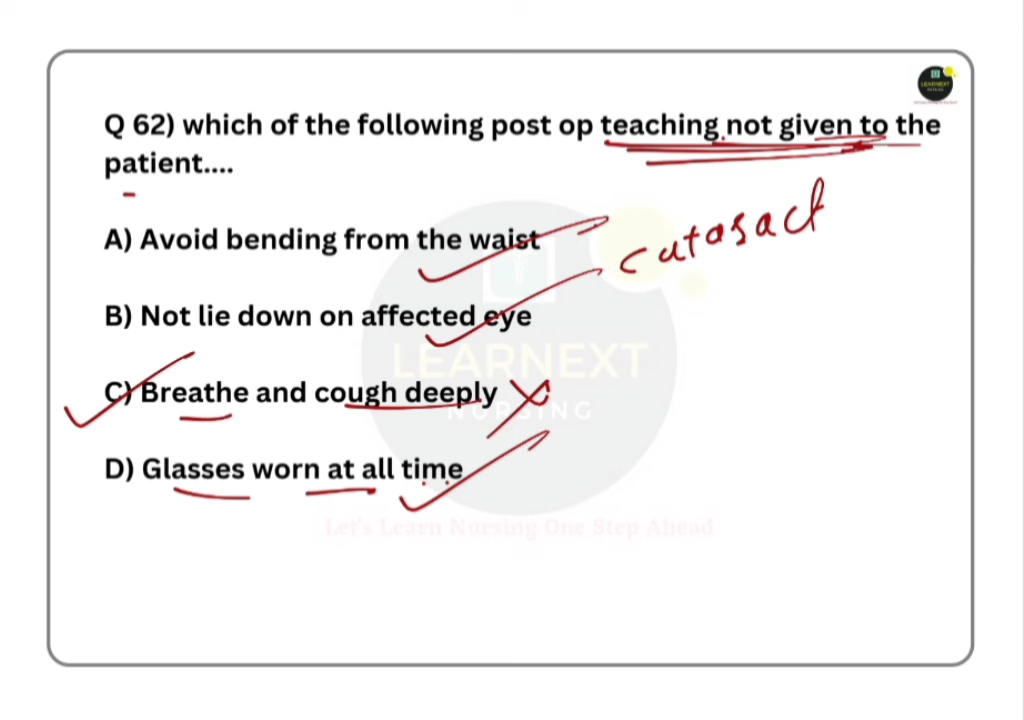 LEARNEXT
Q 62) which of the following post op teaching not given to the
patient....
catasact
A) Avoid bending from the waist
B) Not lie down on affected eye
LEARNEXT
C) Breathe and cough deeply
NURSING
D) Glasses worn at all time
Let's Learn Nursing One Step Ahead